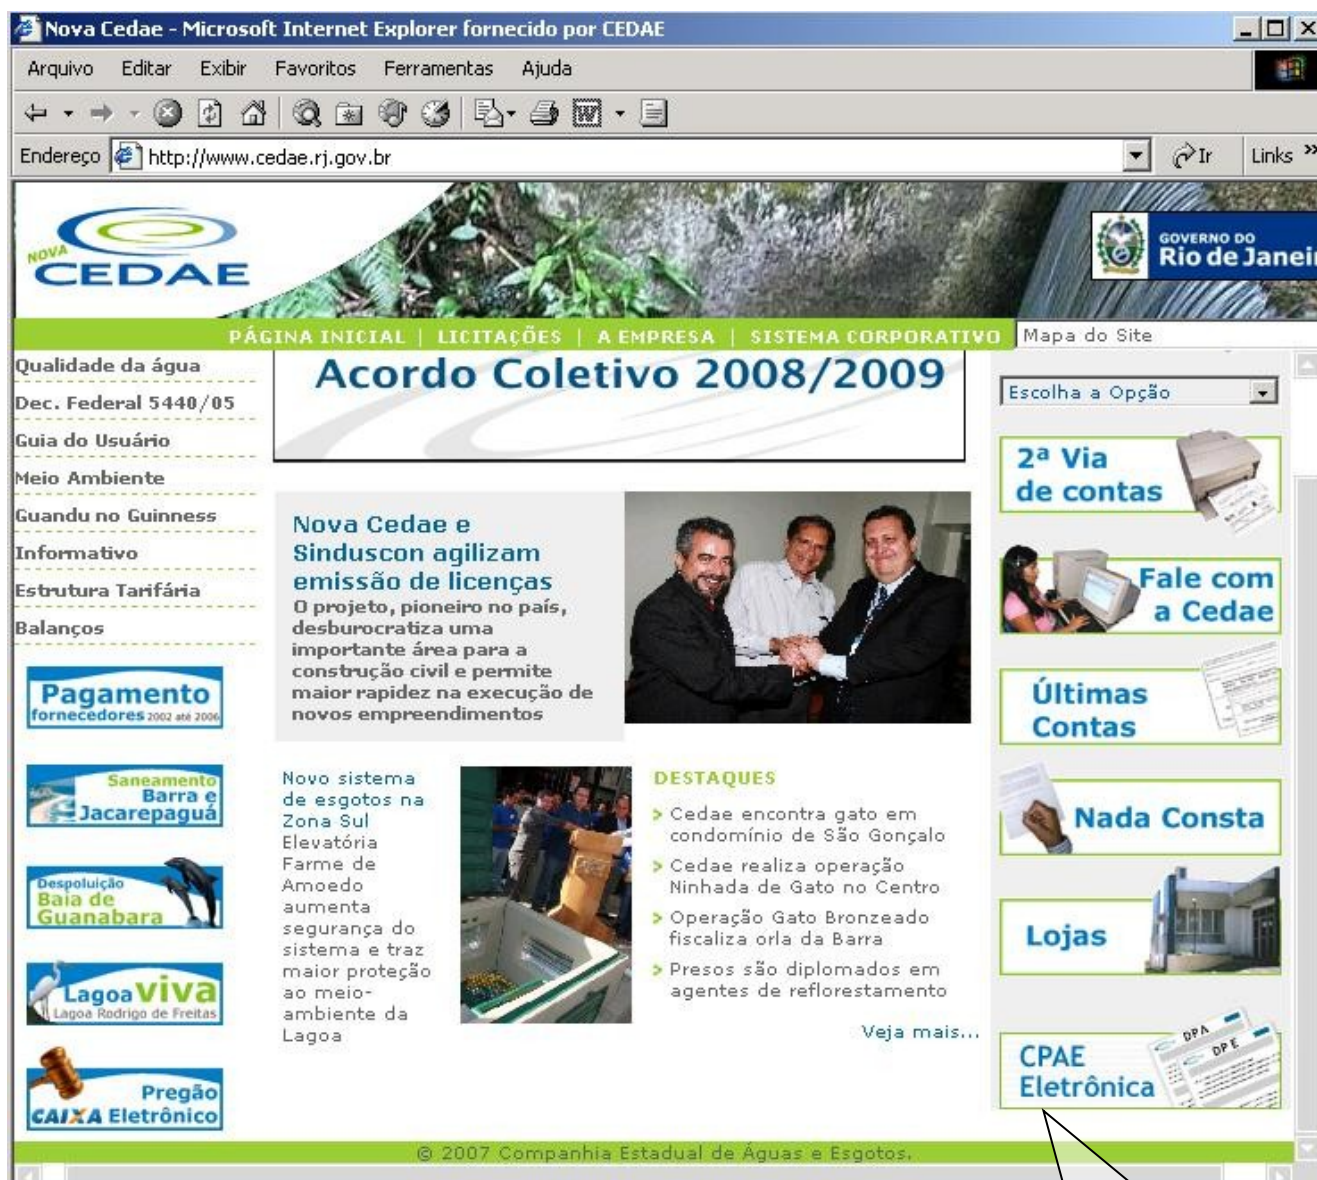 Nova Cedae - Microsoft Internet Explorer fornecido por CEDAE
Arquivo Editar Exibir Favoritos Ferramentas Ajuda
Endereço http://www.cedae.rj.gov.br Ir Links »
NOVA
CEDAE
GOVERNO DO
Rio de Janeir
PÁGINA INICIAL | LICITAÇÕES | A EMPRESA | SISTEMA CORPORATIVO
Mapa do Site
Qualidade da água
Dec. Federal 5440/05
Guia do Usuário
Meio Ambiente
Guandu no Guinness
Informativo
Estrutura Tarifária
Balanços
Pagamento
fornecedores 2002 até 2006
Saneamento
Barra e
Jacarepaguá
Despoluição
Baia de
Guanabara
Lagoa viva
Lagoa Rodrigo de Freitas
Pregão
CAIXA Eletrônico
Acordo Coletivo 2008/2009
Nova Cedae e
Sinduscon agilizam
emissão de licenças
O projeto, pioneiro no país,
desburocratiza uma
importante área para a
construção civil e permite
maior rapidez na execução de
novos empreendimentos
Novo sistema
de esgotos na
Zona Sul
Elevatória
Farme de
Amoedo
aumenta
segurança do
sistema e traz
maior proteção
ao meio-
ambiente da
Lagoa
DESTAQUES
> Cedae encontra gato em
condomínio de São Gonçalo
> Cedae realiza operação
Ninhada de Gato no Centro
> Operação Gato Bronzeado
fiscaliza orla da Barra
> Presos são diplomados em
agentes de reflorestamento
Veja mais...
Escolha a Opção
2ª Via
de contas
Fale com
a Cedae
Últimas
Contas
Nada Consta
Lojas
CPAE
Eletrônica
DPA
DPE
© 2007 Companhia Estadual de Águas e Esgotos.